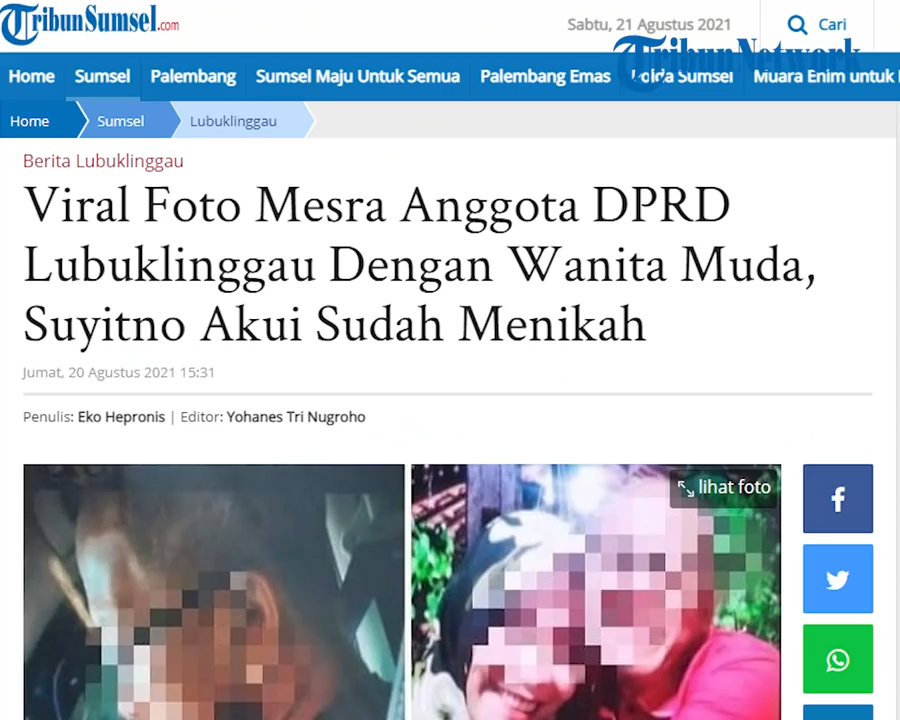 TribunSumsel.com
Sabtu, 21 Agustus 2021
Cari
Tribun Network
Home Sumsel Palembang Sumsel Maju Untuk Semua Palembang Emas Polda Sumsel Muara Enim untuk
Home Sumsel Lubuklinggau
Berita Lubuklinggau
Viral Foto Mesra Anggota DPRD
Lubuklinggau Dengan Wanita Muda,
Suyitno Akui Sudah Menikah
Jumat, 20 Agustus 2021 15:31
Penulis: Eko Hepronis | Editor: Yohanes Tri Nugroho
lihat foto